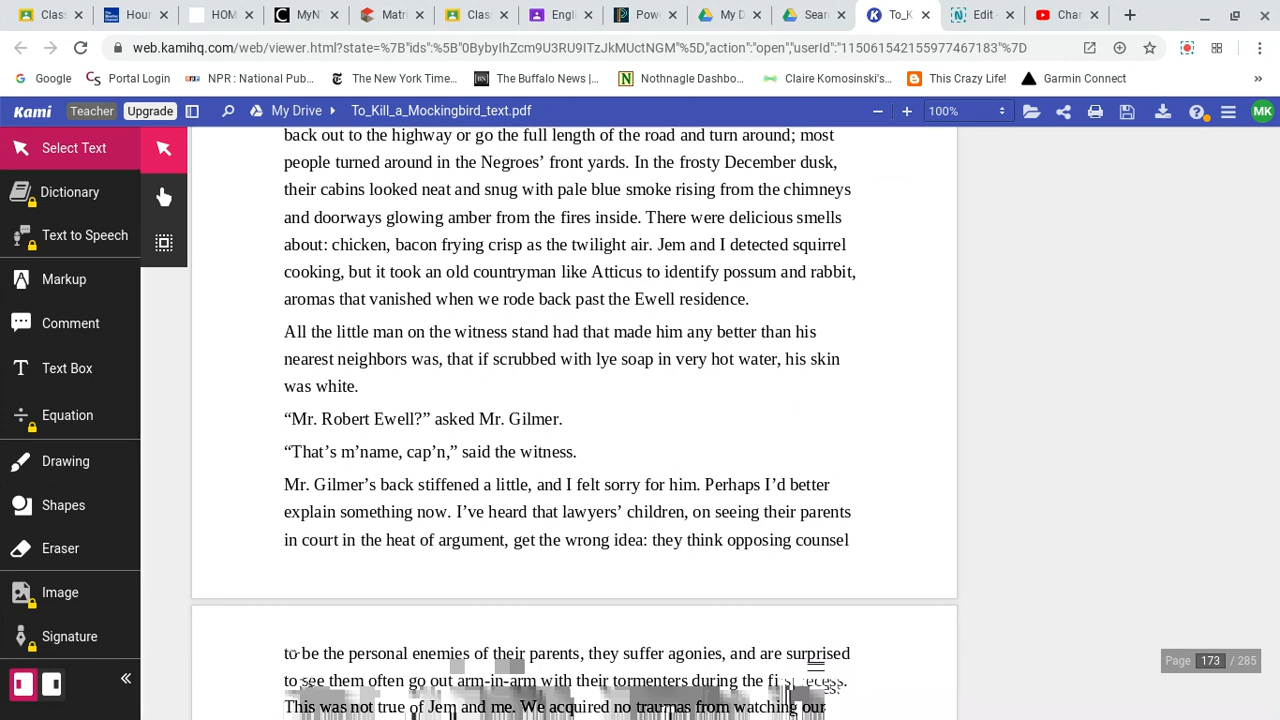 Class
Hour
HOM
MyN
Matri
Class
Engli
Powe
My D
Sear
To_K
Edit -
Char
web.kamihq.com/web/viewer.html?state=%7B"ids":%5B"0BybyIhZcm9U3RU9ITzJkMUctNGM"%5D,"action":"open","userId":"115061542155977467183"%7D
Google
Portal Login
NPR : National Pub...
The New York Time...
The Buffalo News |...
Nothnagle Dashbo...
Claire Komosinski's...
This Crazy Life!
Garmin Connect
»
Kami
Teacher
Upgrade
My Drive
To_Kill_a_Mockingbird_text.pdf
100%
MK
Select Text
Dictionary
Text to Speech
Markup
Comment
Text Box
Equation
Drawing
Shapes
Eraser
Image
Signature
back out to the highway or go the full length of the road and turn around; most
people turned around in the Negroes’ front yards. In the frosty December dusk,
their cabins looked neat and snug with pale blue smoke rising from the chimneys
and doorways glowing amber from the fires inside. There were delicious smells
about: chicken, bacon frying crisp as the twilight air. Jem and I detected squirrel
cooking, but it took an old countryman like Atticus to identify possum and rabbit,
aromas that vanished when we rode back past the Ewell residence.
All the little man on the witness stand had that made him any better than his
nearest neighbors was, that if scrubbed with lye soap in very hot water, his skin
was white.
“Mr. Robert Ewell?” asked Mr. Gilmer.
“That’s m’name, cap’n,” said the witness.
Mr. Gilmer’s back stiffened a little, and I felt sorry for him. Perhaps I’d better
explain something now. I’ve heard that lawyers’ children, on seeing their parents
in court in the heat of argument, get the wrong idea: they think opposing counsel
to be the personal enemies of their parents, they suffer agonies, and are surprised
to see them often go out arm-in-arm with their tormenters during the
This was not true of Jem and me. We acquired no traumas from watching our
Page 173 / 285